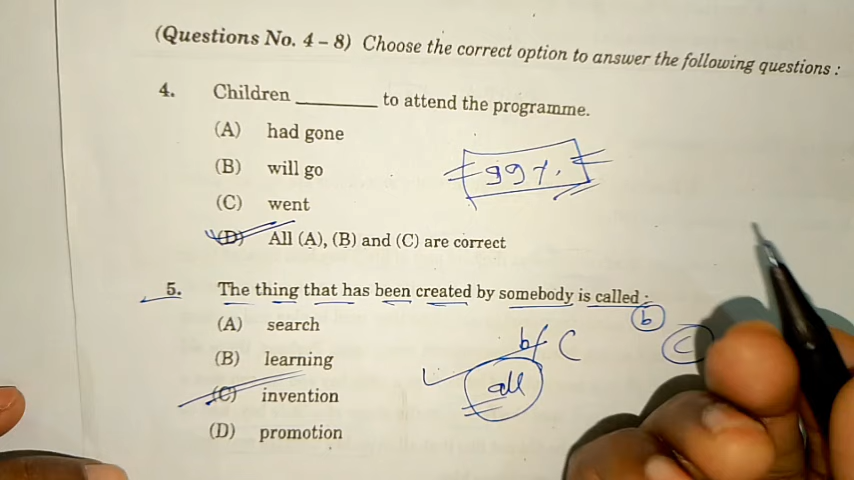 (Questions No. 4 – 8) Choose the correct option to answer the following questions :
4. Children ________ to attend the programme.
(A) had gone
(B) will go
99%.
(C) went
(D) All (A), (B) and (C) are correct
5. The thing that has been created by somebody is called :
b
(A) search
b/ C
C
(B) learning
all
(C) invention
(D) promotion